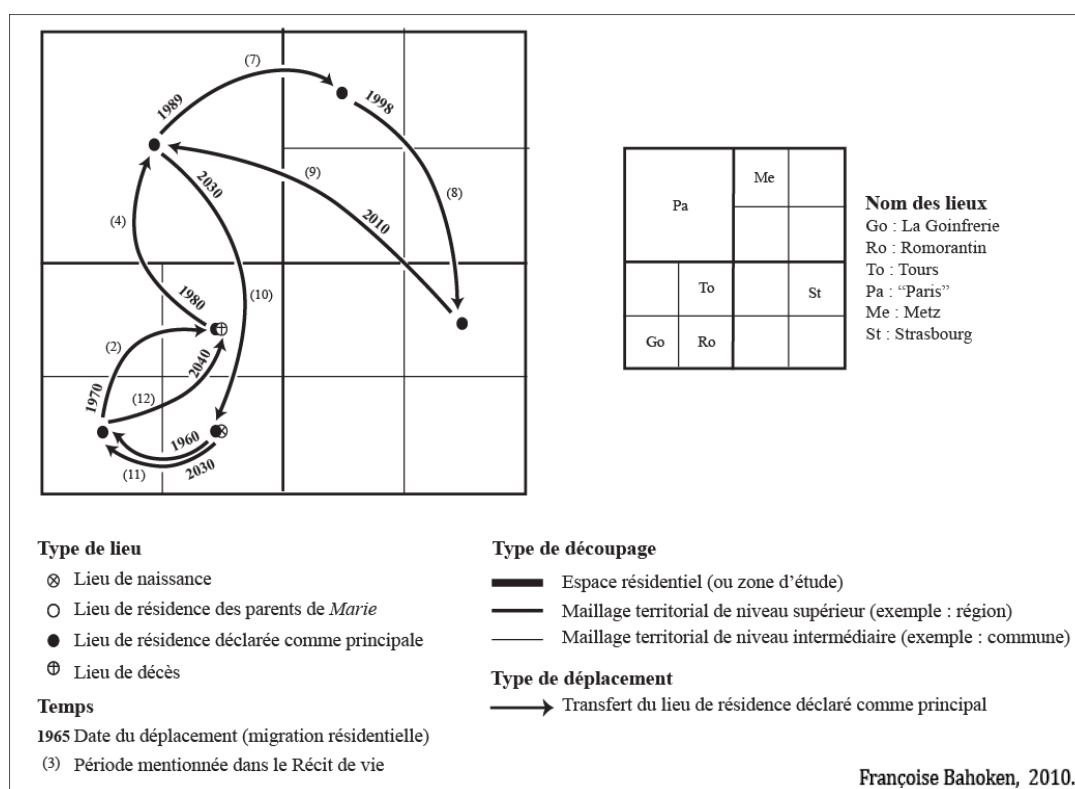 (7)
1989
1998
2030
(9)
(8)
(4)
2010
1980
(10)
(2)
2040
1970
(12)
1960
(11)
2030
Me
Pa
To
St
Go
Ro
Nom des lieux
Go : La Goinfrerie
Ro : Romorantin
To : Tours
Pa : “Paris”
Me : Metz
St : Strasbourg
Type de lieu
Lieu de naissance
Lieu de résidence des parents de Marie
Lieu de résidence déclarée comme principale
Lieu de décès
Temps
1965 Date du déplacement (migration résidentielle)
(3) Période mentionnée dans le Récit de vie
Type de découpage
Espace résidentiel (ou zone d’étude)
Maillage territorial de niveau supérieur (exemple : région)
Maillage territorial de niveau intermédiaire (exemple : commune)
Type de déplacement
Transfert du lieu de résidence déclaré comme principal
Françoise Bahoken, 2010.